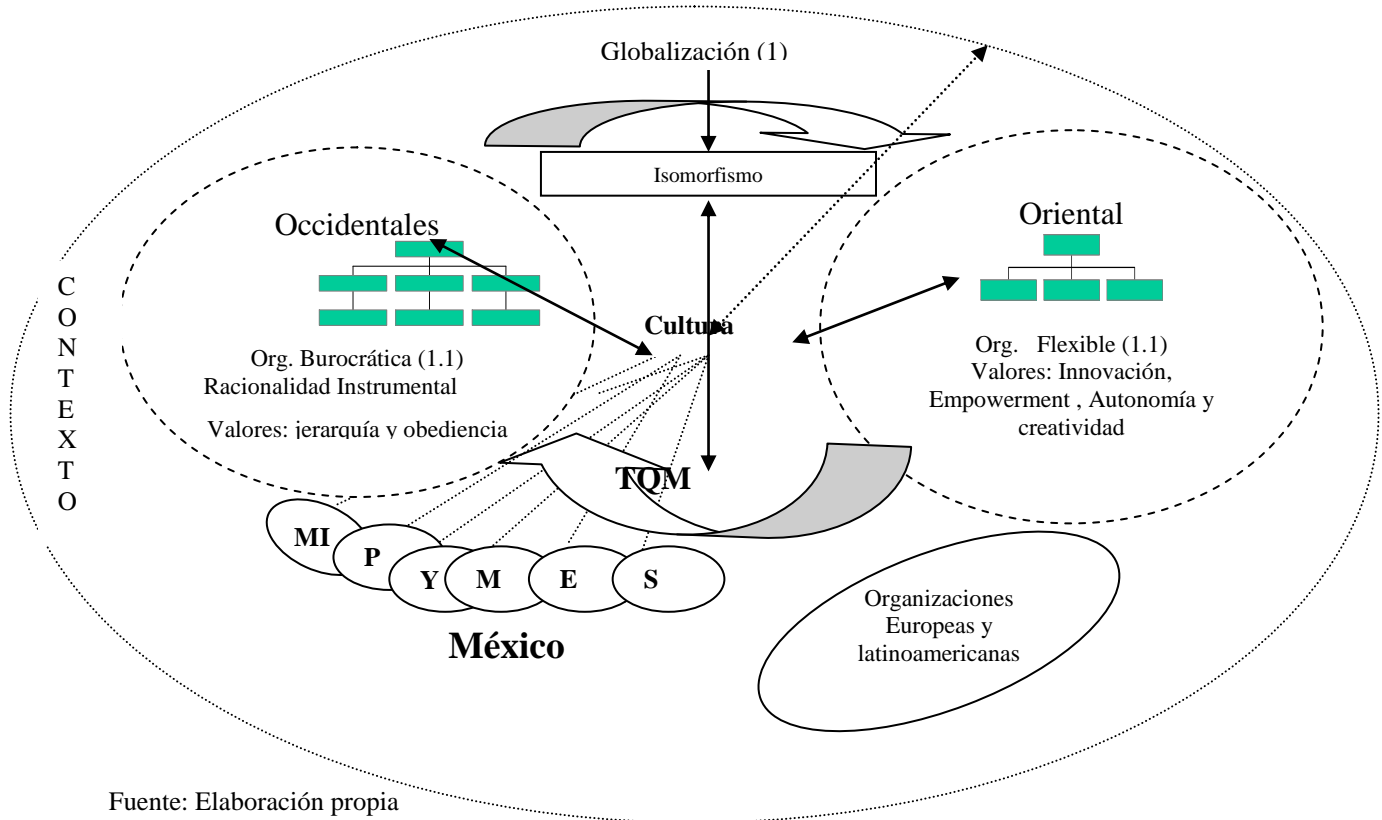 Globalización (1)
Isomorfismo
Occidentales
Oriental
C
O
N
T
E
X
T
O
Cultura
Org. Burocrática (1.1)
Racionalidad Instrumental
Valores: jerarquía y obediencia
Org. Flexible (1.1)
Valores: Innovación,
Empowerment , Autonomía y
creatividad
TQM
MI
P
Y
M
E
S
México
Organizaciones
Europeas y
latinoamericanas
Fuente: Elaboración propia